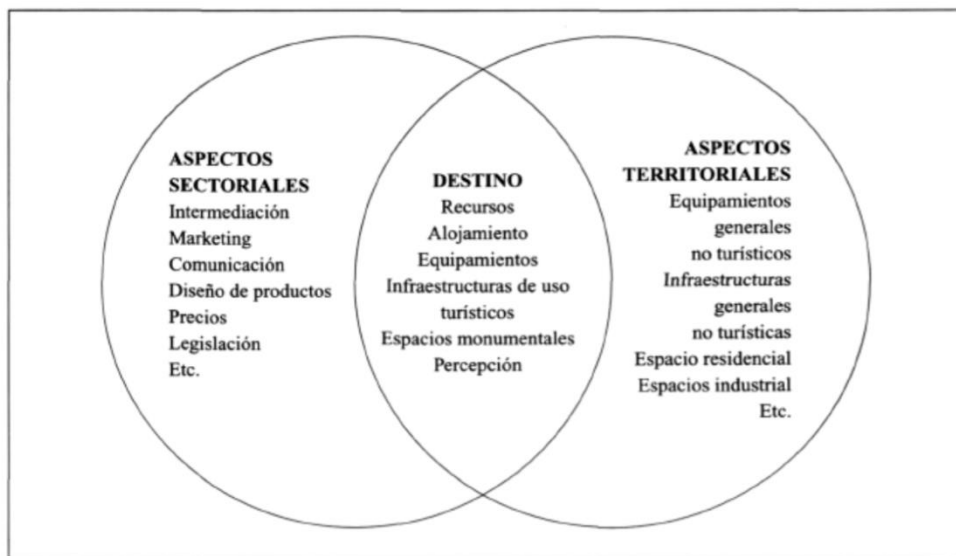 ASPECTOS
SECTORIALES
Intermediación
Marketing
Comunicación
Diseño de productos
Precios
Legislación
Etc.
DESTINO
Recursos
Alojamiento
Equipamientos
Infraestructuras de uso
turísticos
Espacios monumentales
Percepción
ASPECTOS
TERRITORIALES
Equipamientos
generales
no turísticos
Infraestructuras
generales
no turísticas
Espacio residencial
Espacios industrial
Etc.